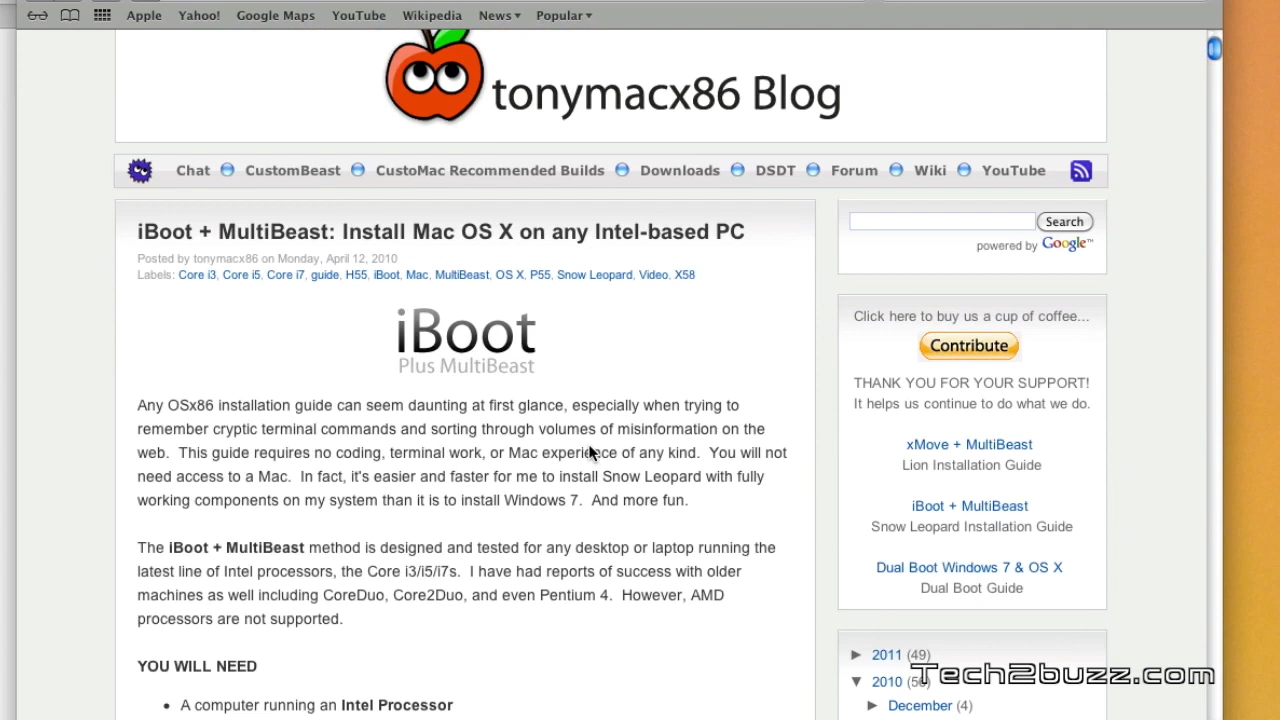 Apple Yahoo! Google Maps YouTube Wikipedia News▾ Popular▾
tonymacx86 Blog
Chat CustomBeast CustoMac Recommended Builds Downloads DSDT Forum Wiki YouTube
iBoot + MultiBeast: Install Mac OS X on any Intel-based PC
Posted by tonymacx86 on Monday, April 12, 2010
Labels: Core i3, Core i5, Core i7, guide, H55, iBoot, Mac, MultiBeast, OS X, P55, Snow Leopard, Video, X58
iBoot
Plus MultiBeast
Any OSx86 installation guide can seem daunting at first glance, especially when trying to
remember cryptic terminal commands and sorting through volumes of misinformation on the
web. This guide requires no coding, terminal work, or Mac experience of any kind. You will not
need access to a Mac. In fact, it's easier and faster for me to install Snow Leopard with fully
working components on my system than it is to install Windows 7. And more fun.
The iBoot + MultiBeast method is designed and tested for any desktop or laptop running the
latest line of Intel processors, the Core i3/i5/i7s. I have had reports of success with older
machines as well including CoreDuo, Core2Duo, and even Pentium 4. However, AMD
processors are not supported.
YOU WILL NEED
• A computer running an Intel Processor
Search
powered by Google™
Click here to buy us a cup of coffee...
Contribute
THANK YOU FOR YOUR SUPPORT!
It helps us continue to do what we do.
xMove + MultiBeast
Lion Installation Guide
iBoot + MultiBeast
Snow Leopard Installation Guide
Dual Boot Windows 7 & OS X
Dual Boot Guide
► 2011 (49)
▼ 2010
► December (4)
Tech2buzz.com